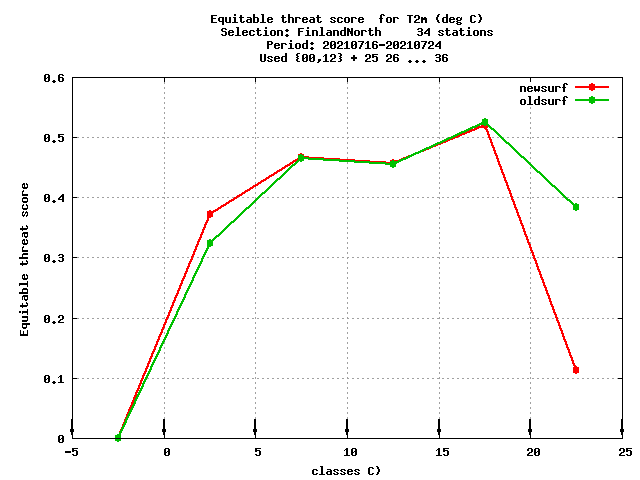 Equitable threat score  for T2m (deg C)
Selection: FinlandNorth     34 stations
Period: 20210716-20210724
Used {00,12} + 25 26 ... 36
newsurf
oldsurf
Equitable threat score
0.6
0.5
0.4
0.3
0.2
0.1
0
-5 0 5 10 15 20 25
classes C)